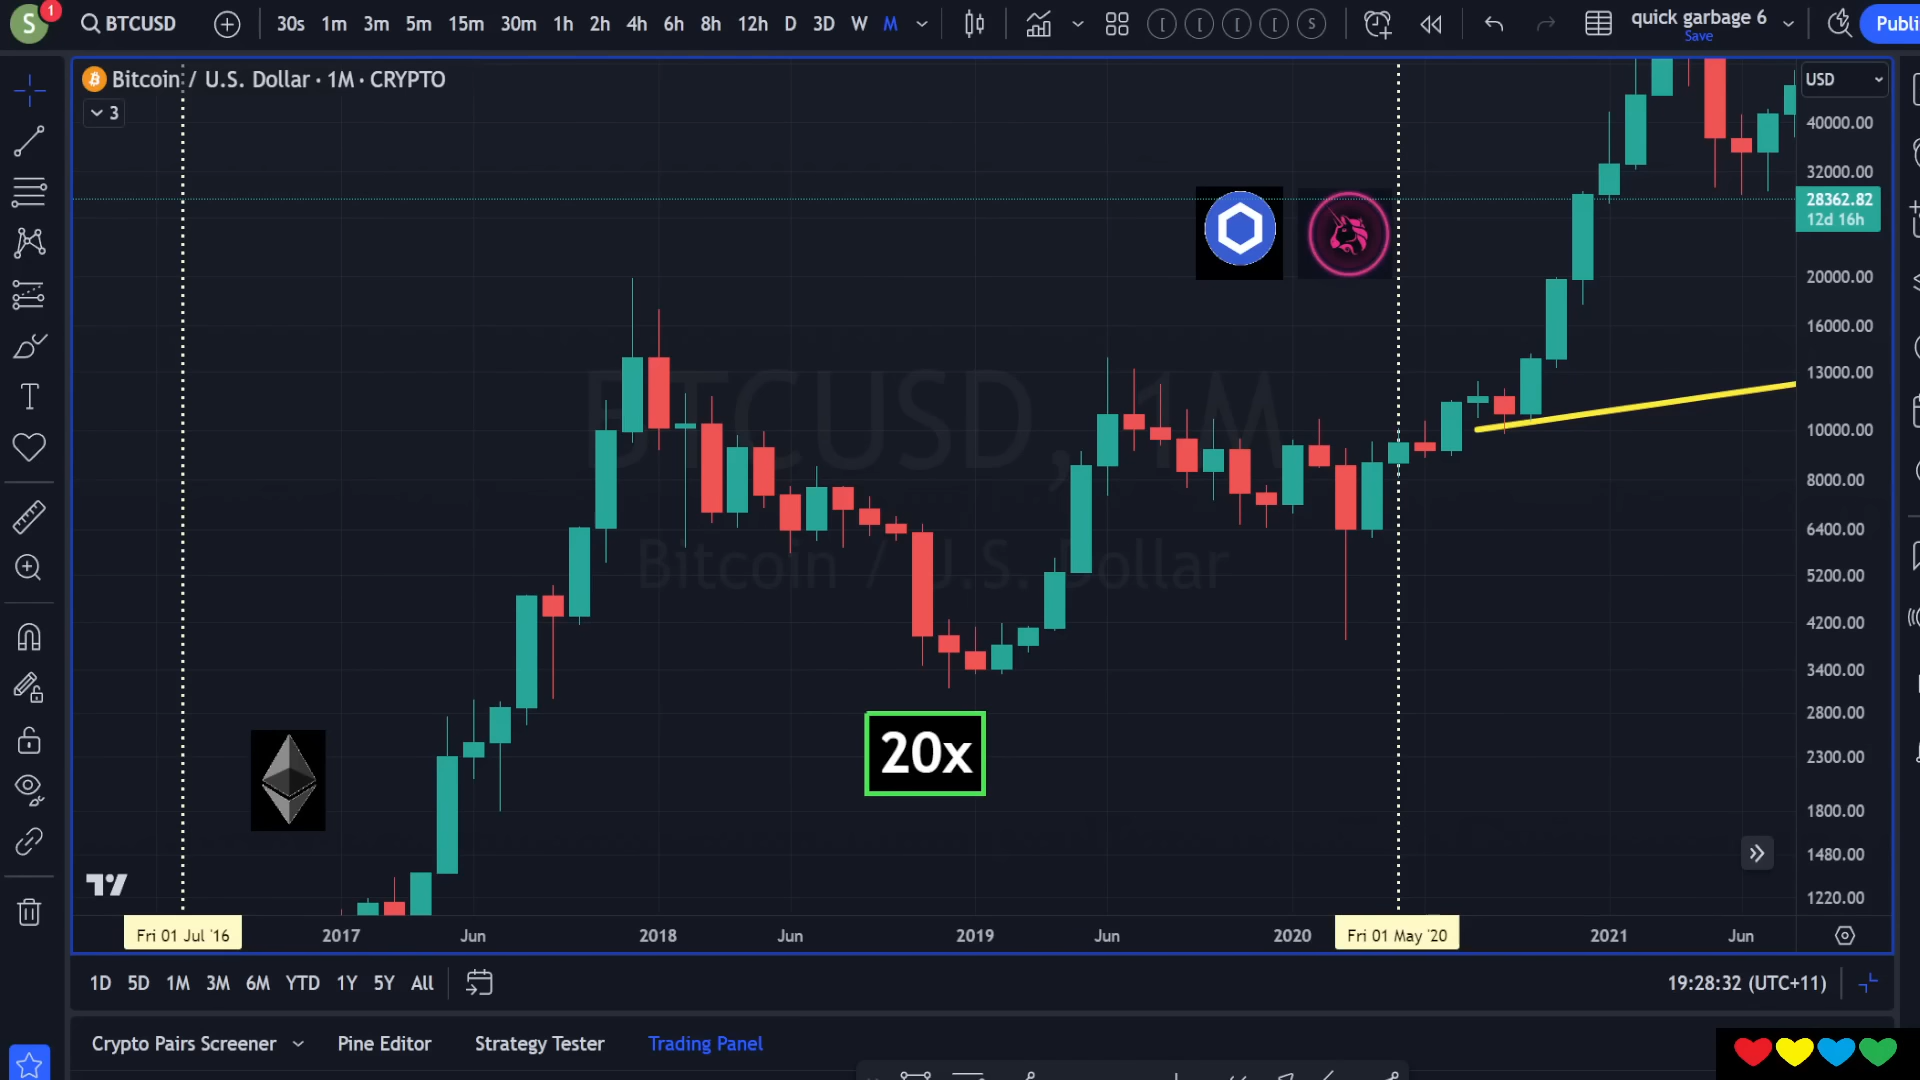 S 1 BTCUSD 30s 1m 3m 5m 15m 30m 1h 2h 4h 6h 8h 12h D 3D W M [ [ [ [ S quick garbage 6 Publi
Save
Bitcoin / U.S. Dollar · 1M · CRYPTO
USD
3
40000.00
32000.00
28362.82
12d 16h
20000.00
16000.00
13000.00
10000.00
8000.00
6400.00
5200.00
4200.00
3400.00
2800.00
2300.00
1800.00
1480.00
1220.00
BTCUSD, 1M
Bitcoin / U.S. Dollar
20x
Fri 01 Jul '16 2017 Jun 2018 Jun 2019 Jun 2020 Fri 01 May '20 2021 Jun
1D 5D 1M 3M 6M YTD 1Y 5Y All 19:28:32 (UTC+11)
Crypto Pairs Screener Pine Editor Strategy Tester Trading Panel